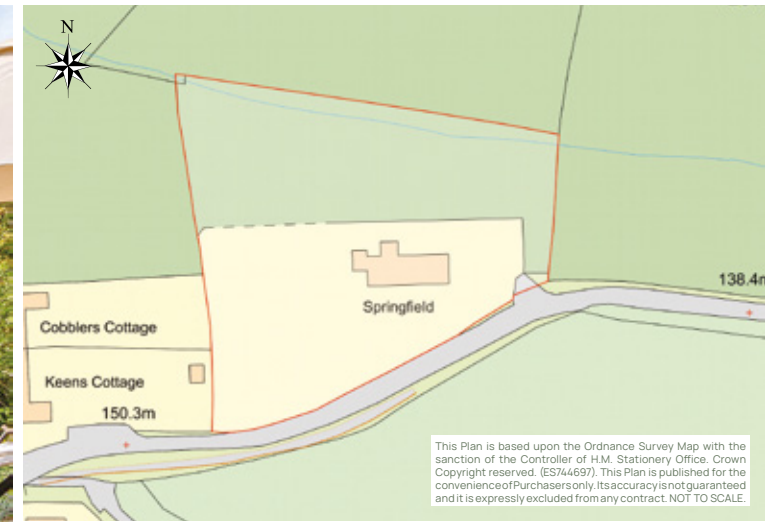 N
138.4m
Springfield
Cobblers Cottage
Keens Cottage
150.3m
This Plan is based upon the Ordnance Survey Map with the
sanction of the Controller of H.M. Stationery Office. Crown
Copyright reserved. (ES744697). This Plan is published for the
convenience of Purchasers only. Its accuracy is not guaranteed
and it is expressly excluded from any contract. NOT TO SCALE.